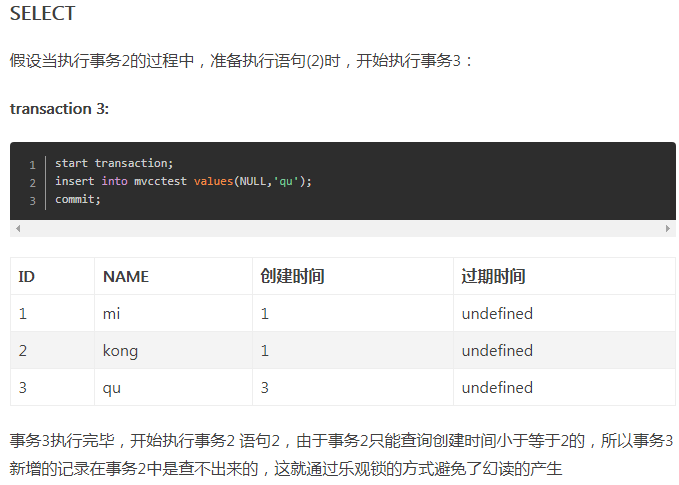 SELECT
假设当执行事务2的过程中，准备执行语句(2)时，开始执行事务3：
transaction 3:
1 start transaction;
2 insert into mvcctest values(NULL,'qu');
3 commit;
ID NAME 创建时间 过期时间
1 mi 1 undefined
2 kong 1 undefined
3 qu 3 undefined
事务3执行完毕，开始执行事务2 语句2，由于事务2只能查询创建时间小于等于2的，所以事务3
新增的记录在事务2中是查不出来的，这就通过乐观锁的方式避免了幻读的产生